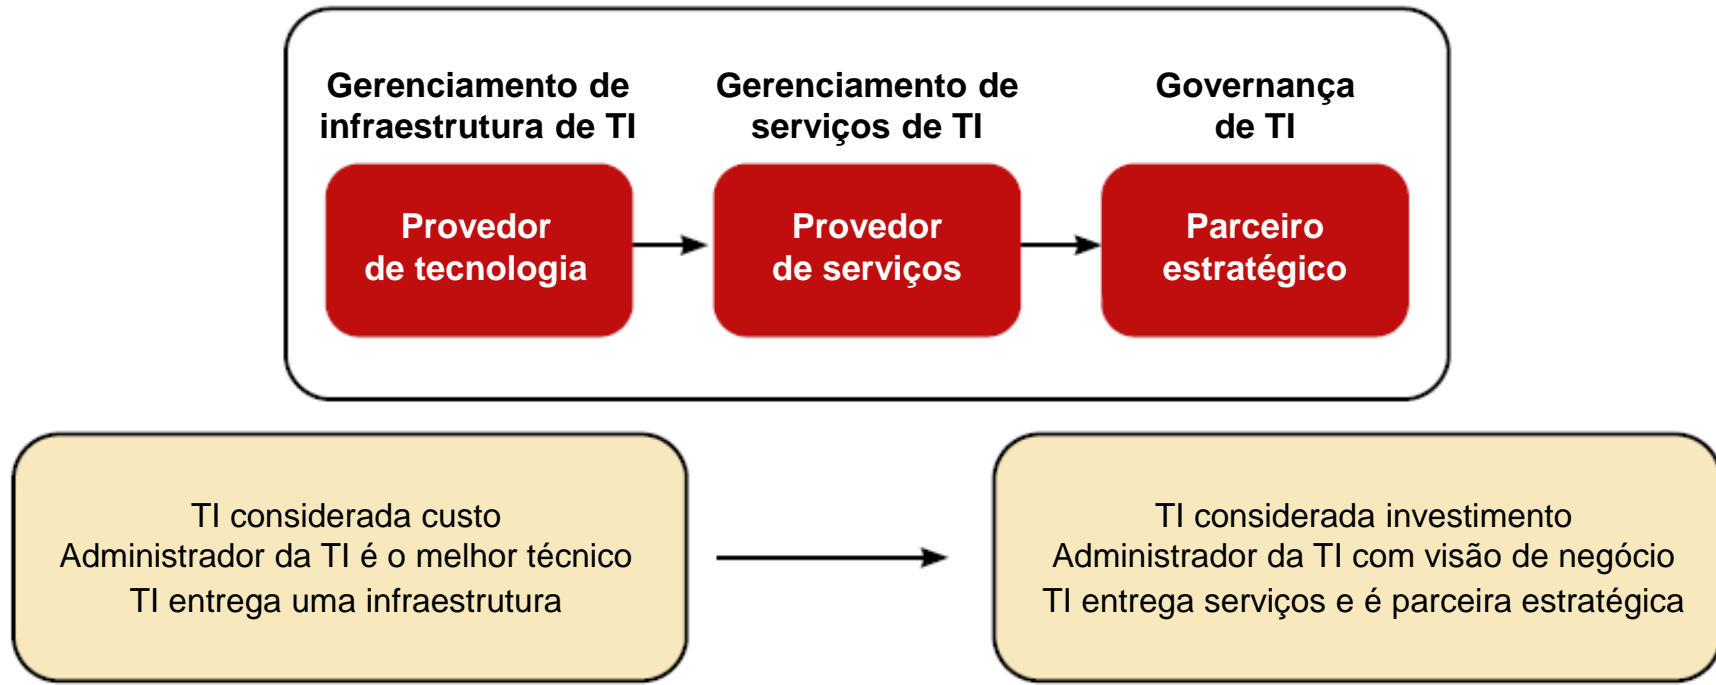 Gerenciamento de
infraestrutura de TI
Gerenciamento de
serviços de TI
Governança
de TI
Provedor
de tecnologia
Provedor
de serviços
Parceiro
estratégico
TI considerada custo
Administrador da TI é o melhor técnico
TI entrega uma infraestrutura
TI considerada investimento
Administrador da TI com visão de negócio
TI entrega serviços e é parceira estratégica